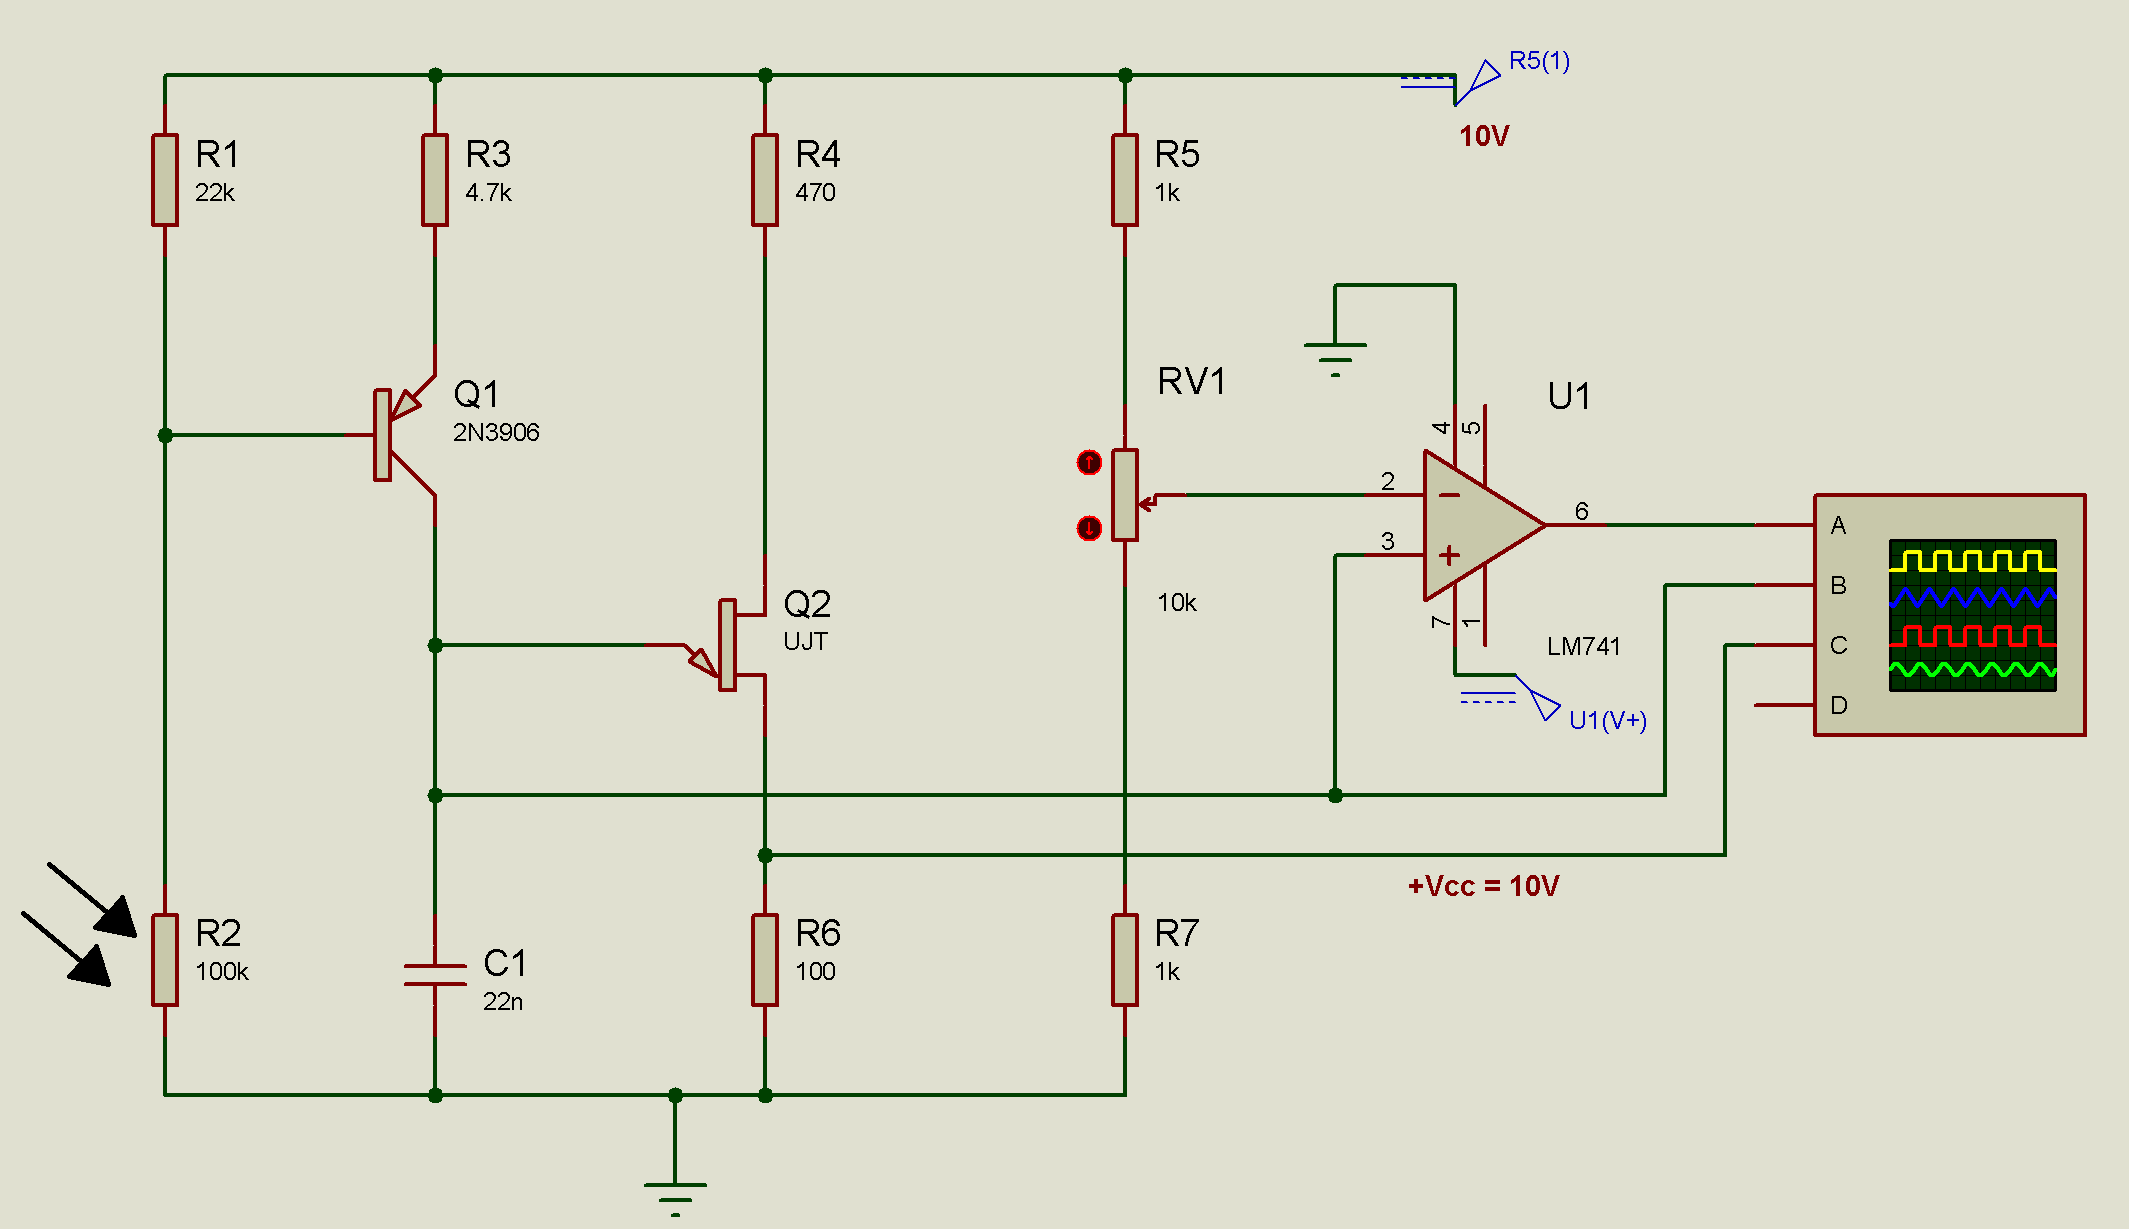 R5(1)
10V
R1
22k
R3
4.7k
R4
470
R5
1k
Q1
2N3906
RV1
10k
U1
4
5
2
3
6
7
1
LM741
U1(V+)
Q2
UJT
A
B
C
D
+Vcc = 10V
R2
100k
C1
22n
R6
100
R7
1k